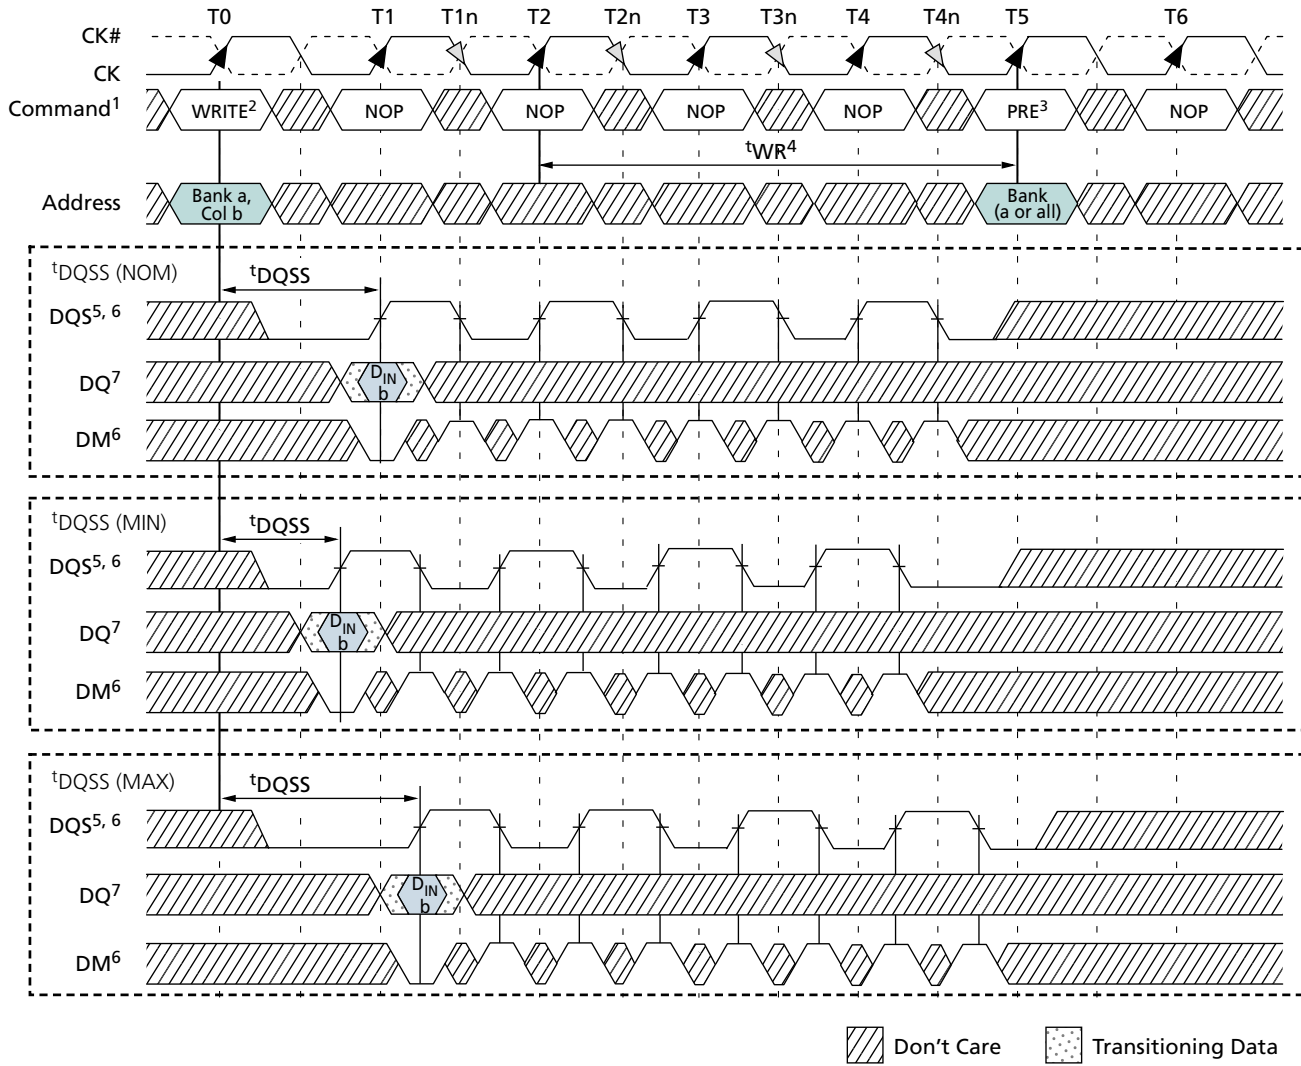 T0 T1 T1n T2 T2n T3 T3n T4 T4n T5 T6
CK#
CK
Command1 WRITE2 NOP NOP NOP NOP PRE3 NOP
tWR4
Address Bank a, Col b Bank (a or all)
tDQSS (NOM) tDQSS
DQS5, 6
DQ7 DIN b
DM6
tDQSS (MIN) tDQSS
DQS5, 6
DQ7 DIN b
DM6
tDQSS (MAX) tDQSS
DQS5, 6
DQ7 DIN b
DM6
Don't Care Transitioning Data